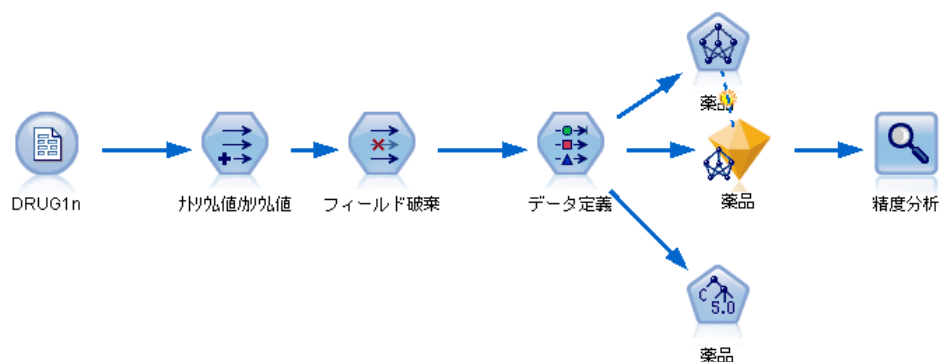 薬品
DRUG1n
ﾅﾄﾘｳﾑ値/ｶﾘｳﾑ値
フィールド破棄
データ定義
薬品
精度分析
C 5.0
薬品